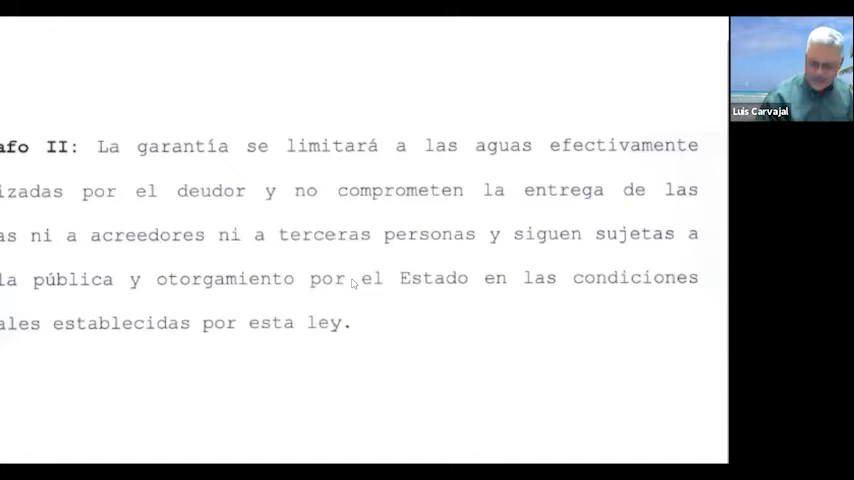 afo II: La garantía se limitará a las aguas efectivamente
izadas por el deudor y no comprometen la entrega de las
as ni a acreedores ni a terceras personas y siguen sujetas a
la pública y otorgamiento por el Estado en las condiciones
ales establecidas por esta ley.
Luis Carvajal